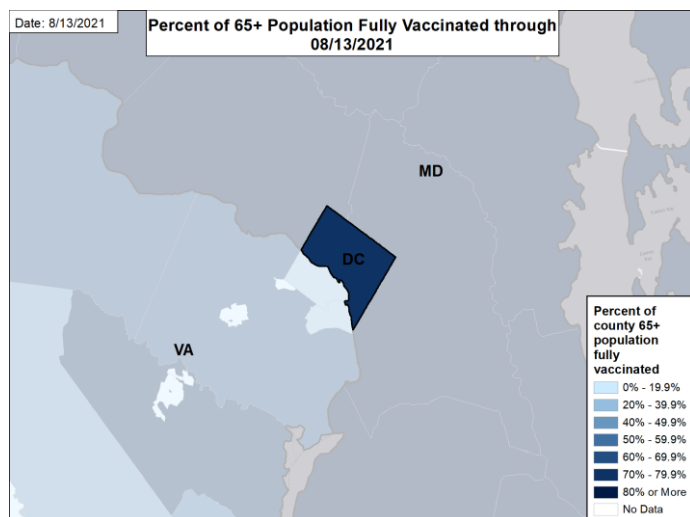 Date: 8/13/2021
Percent of 65+ Population Fully Vaccinated through
08/13/2021
MD
DC
VA
Percent of
county 65+
population
fully
vaccinated
0% - 19.9%
20% - 39.9%
40% - 49.9%
50% - 59.9%
60% - 69.9%
70% - 79.9%
80% or More
No Data